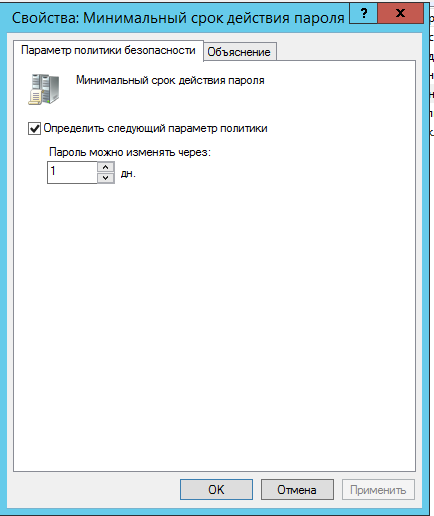 Свойства: Минимальный срок действия пароля
?
x
Параметр политики безопасности
Объяснение
Минимальный срок действия пароля
Определить следующий параметр политики
Пароль можно изменять через:
1
дн.
OK
Отмена
Применить